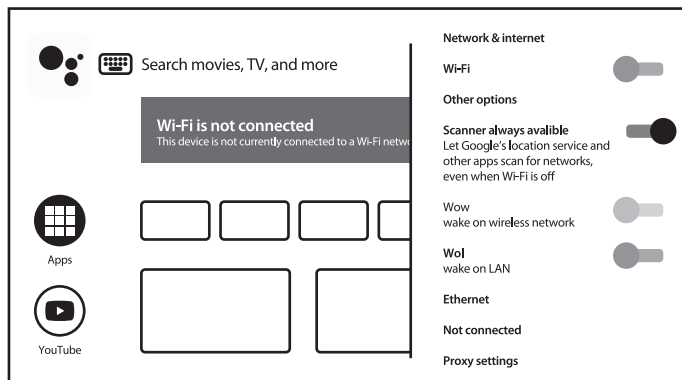 Search movies, TV, and more
Wi-Fi is not connected
This device is not currently connected to a Wi-Fi netwo
Apps
YouTube
Network & internet
Wi-Fi
Other options
Scanner always avalible
Let Google's location service and
other apps scan for networks,
even when Wi-Fi is off
Wow
wake on wireless network
Wol
wake on LAN
Ethernet
Not connected
Proxy settings